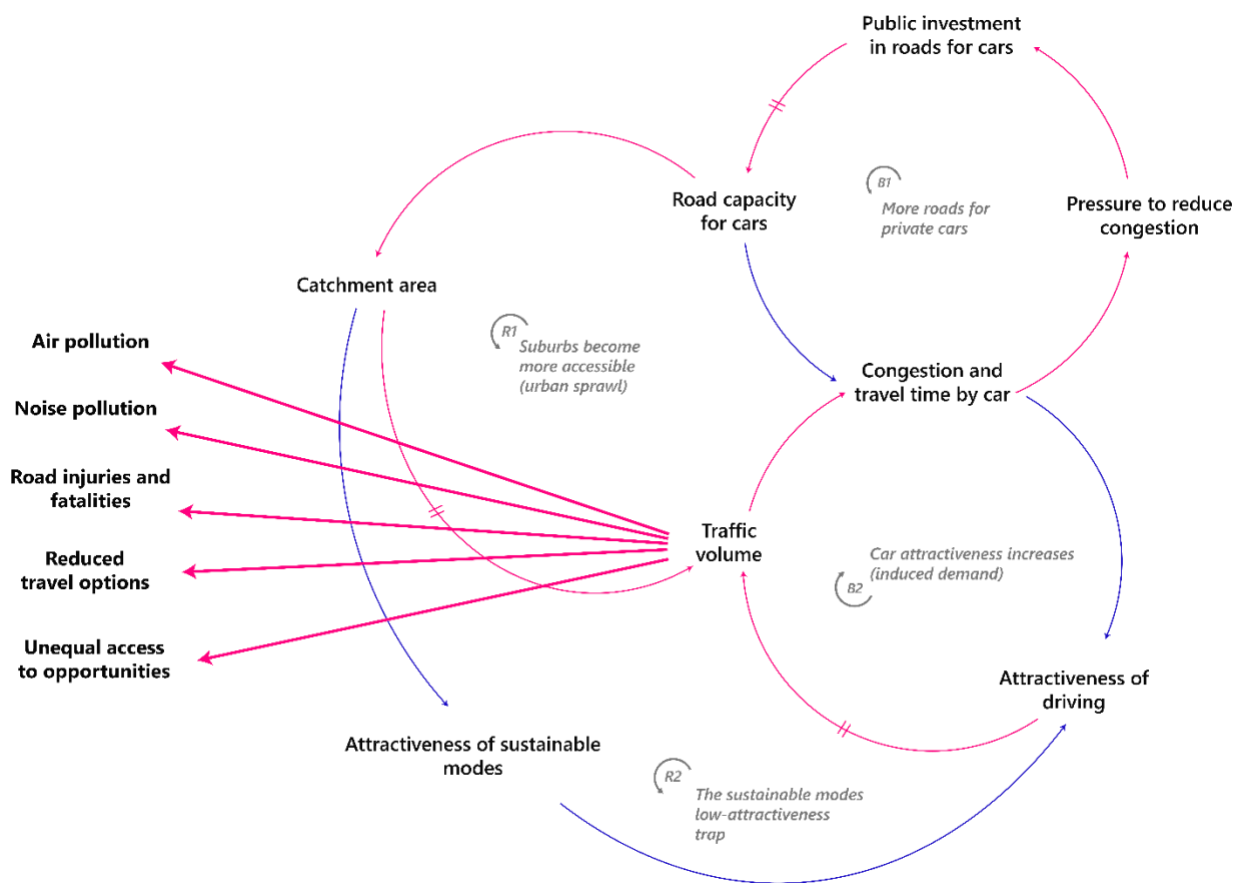 Public investment
in roads for cars
Road capacity
for cars
B1
More roads for
private cars
Pressure to reduce
congestion
Catchment area
R1
Suburbs become
more accessible
(urban sprawl)
Air pollution
Noise pollution
Road injuries and
fatalities
Reduced
travel options
Unequal access
to opportunities
Congestion and
travel time by car
Traffic
volume
Car attractiveness increases
(induced demand)
B2
Attractiveness of
driving
Attractiveness of sustainable
modes
R2
The sustainable modes
low-attractiveness
trap